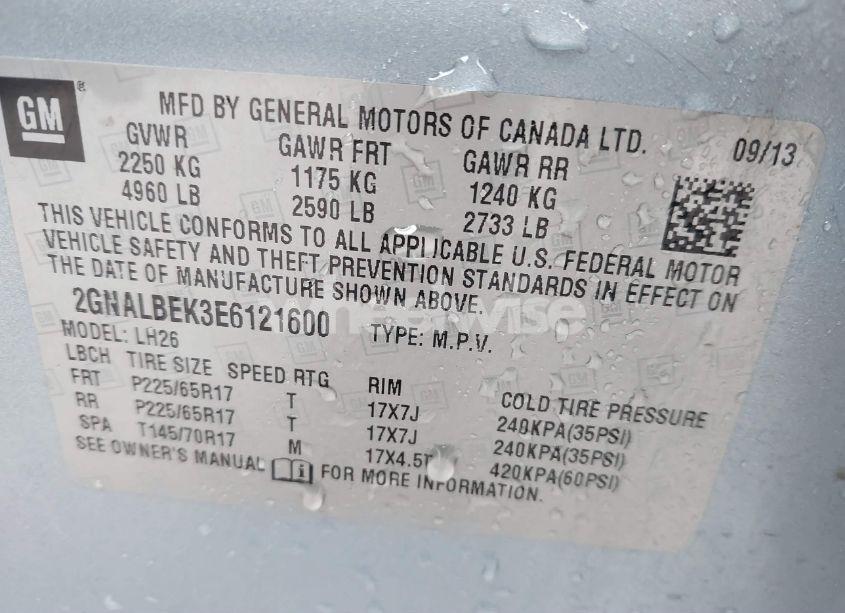 GM ®
MFD BY GENERAL MOTORS OF CANADA LTD. 09/13
GVWR GAWR FRT GAWR RR
2250 KG 1175 KG 1240 KG
4960 LB 2590 LB 2733 LB
THIS VEHICLE CONFORMS TO ALL APPLICABLE U.S. FEDERAL MOTOR
VEHICLE SAFETY AND THEFT PREVENTION STANDARDS IN EFFECT ON
THE DATE OF MANUFACTURE SHOWN ABOVE.
2GNALBEK3E6121600 TYPE: M.P.V.
MODEL: LH26
LBCH TIRE SIZE SPEED RTG RIM COLD TIRE PRESSURE
FRT P225/65R17 T 17X7J 240KPA(35PSI)
RR P225/65R17 T 17X7J 240KPA(35PSI)
SPA T145/70R17 M 17X4.5T 420KPA(60PSI)
SEE OWNER'S MANUAL i FOR MORE INFORMATION.